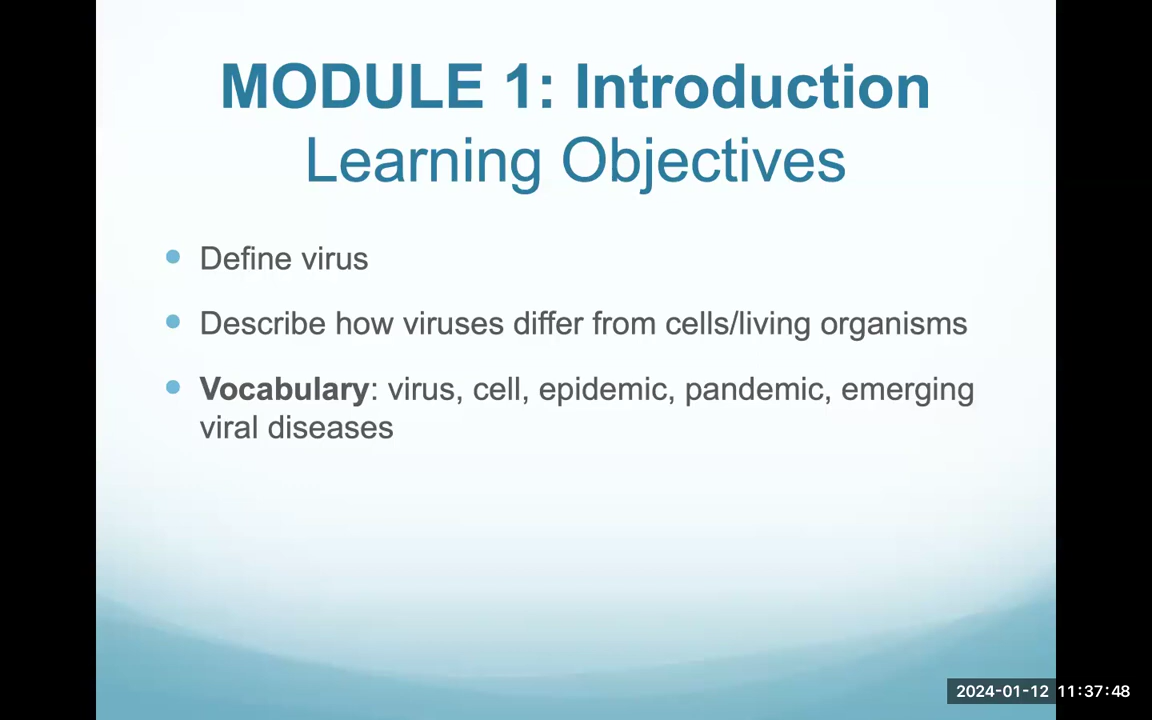 MODULE 1: Introduction
Learning Objectives
• Define virus
• Describe how viruses differ from cells/living organisms
• Vocabulary: virus, cell, epidemic, pandemic, emerging
viral diseases
2024-01-12 11:37:48